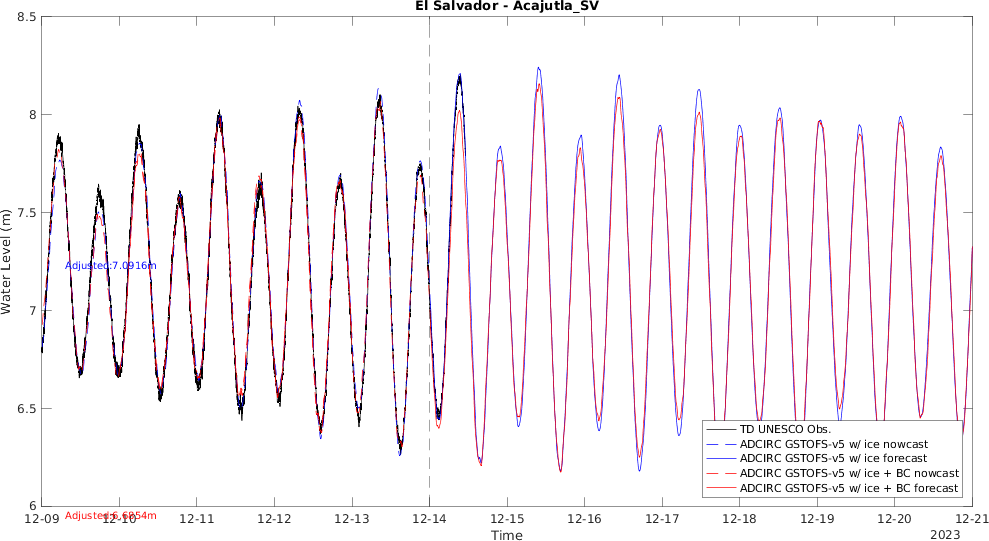 El Salvador - Acajutla_SV
8.5
8
7.5
7
6.5
6
Water Level (m)
Adjusted:7.0916m
Adjusted:6.6854m
TD UNESCO Obs.
ADCIRC GSTOFS-v5 w/ ice nowcast
ADCIRC GSTOFS-v5 w/ ice forecast
ADCIRC GSTOFS-v5 w/ ice + BC nowcast
ADCIRC GSTOFS-v5 w/ ice + BC forecast
12-09 12-10 12-11 12-12 12-13 12-14 12-15 12-16 12-17 12-18 12-19 12-20 12-21
Time
2023